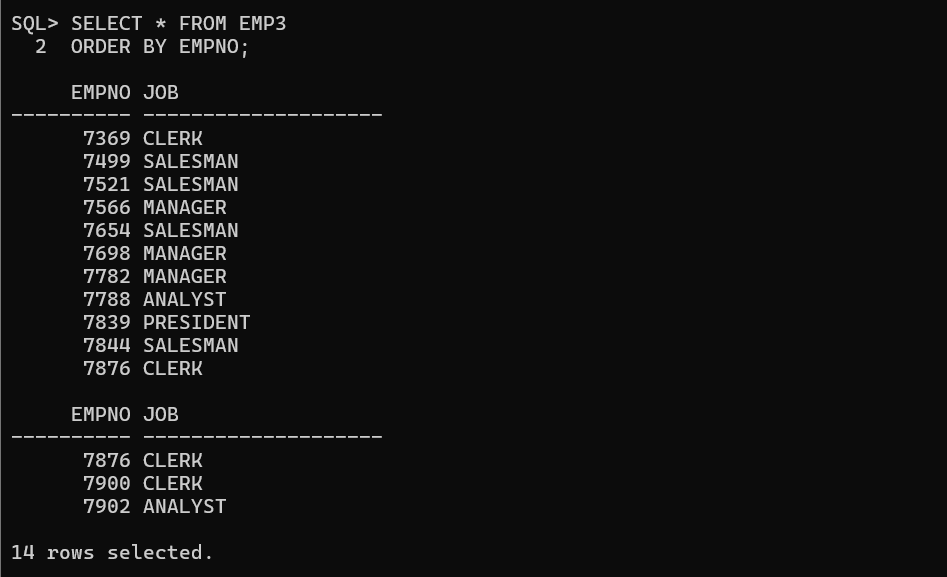 SQL> SELECT * FROM EMP3
  2  ORDER BY EMPNO;

     EMPNO JOB
---------- --------------------
      7369 CLERK
      7499 SALESMAN
      7521 SALESMAN
      7566 MANAGER
      7654 SALESMAN
      7698 MANAGER
      7782 MANAGER
      7788 ANALYST
      7839 PRESIDENT
      7844 SALESMAN
      7876 CLERK

     EMPNO JOB
---------- --------------------
      7876 CLERK
      7900 CLERK
      7902 ANALYST

14 rows selected.